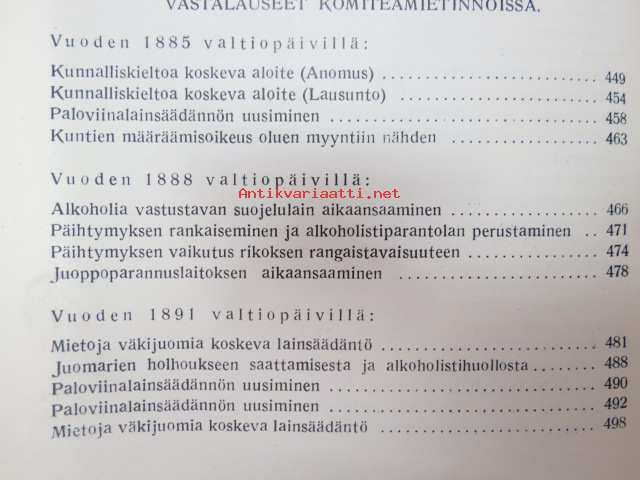 VASTALAUSEET KOMITEAMIETINNÖISSÄ.
Vuoden 1885 valtiopäivillä:
Kunnalliskieltoa koskeva aloite (Anomus) .......................... 449
Kunnalliskieltoa koskeva aloite (Lausunto) ........................ 454
Paloviinalainsäädännön uusiminen ................................ 458
Kuntien määräämisoikeus oluen myyntiin nähden .................. 463
Vuoden 1888 valtiopäivillä:
Antikvariaatti.net
Alkoholia vastustavan suojelulain aikaansaaminen .................. 466
Päihtymyksen rankaiseminen ja alkoholistiparantolan perustaminen .... 471
Päihtymyksen vaikutus rikoksen rangaistavaisuuteen ................ 474
Juoppoparannuslaitoksen aikaansaaminen .......................... 478
Vuoden 1891 valtiopäivillä:
Mietoja väkijuomia koskeva lainsäädäntö .......................... 481
Juomarien holhoukseen saattamisesta ja alkoholistihuollosta .......... 488
Paloviinalainsäädännön uusiminen ................................ 490
Paloviinalainsäädännön uusiminen ................................ 492
Mietoja väkijuomia koskeva lainsäädäntö .......................... 498